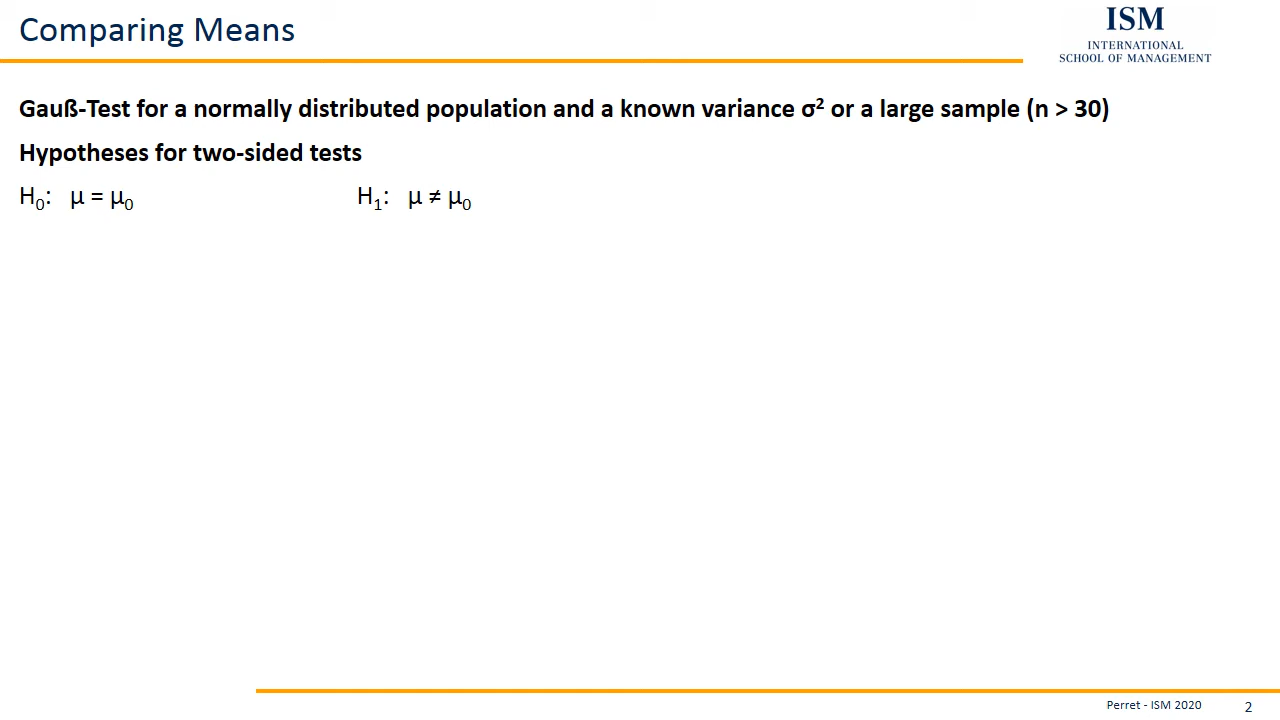 Comparing Means
ISM
INTERNATIONAL
SCHOOL OF MANAGEMENT
Gauß-Test for a normally distributed population and a known variance σ² or a large sample (n > 30)
Hypotheses for two-sided tests
H₀: μ = μ₀ H₁: μ ≠ μ₀
Perret - ISM 2020 2